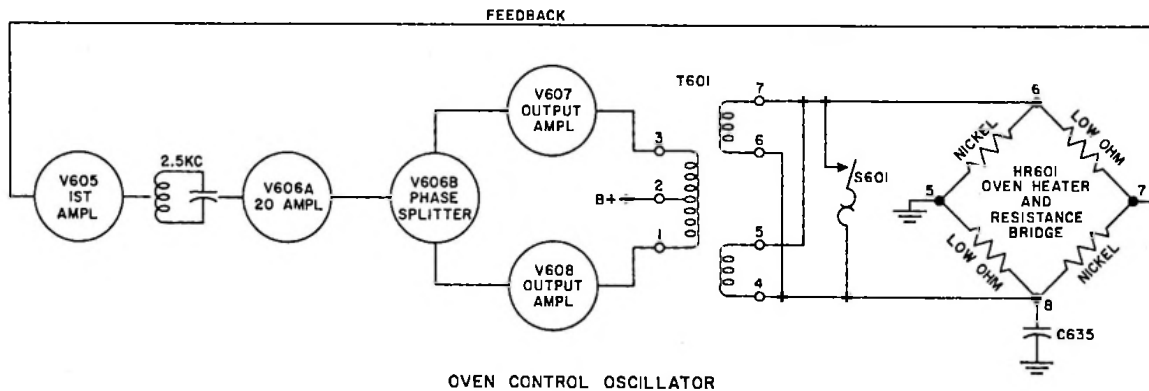 FEEDBACK
V605
IST
AMPL
2.5KC
V606A
20 AMPL
V606B
PHASE
SPLITTER
V607
OUTPUT
AMPL
V608
OUTPUT
AMPL
3
B+
2
1
T601
7
6
5
4
S601
6
NICKEL
LOW OHM
5
HR601
OVEN HEATER
AND
RESISTANCE
BRIDGE
7
LOW OHM
NICKEL
8
C635
OVEN CONTROL OSCILLATOR